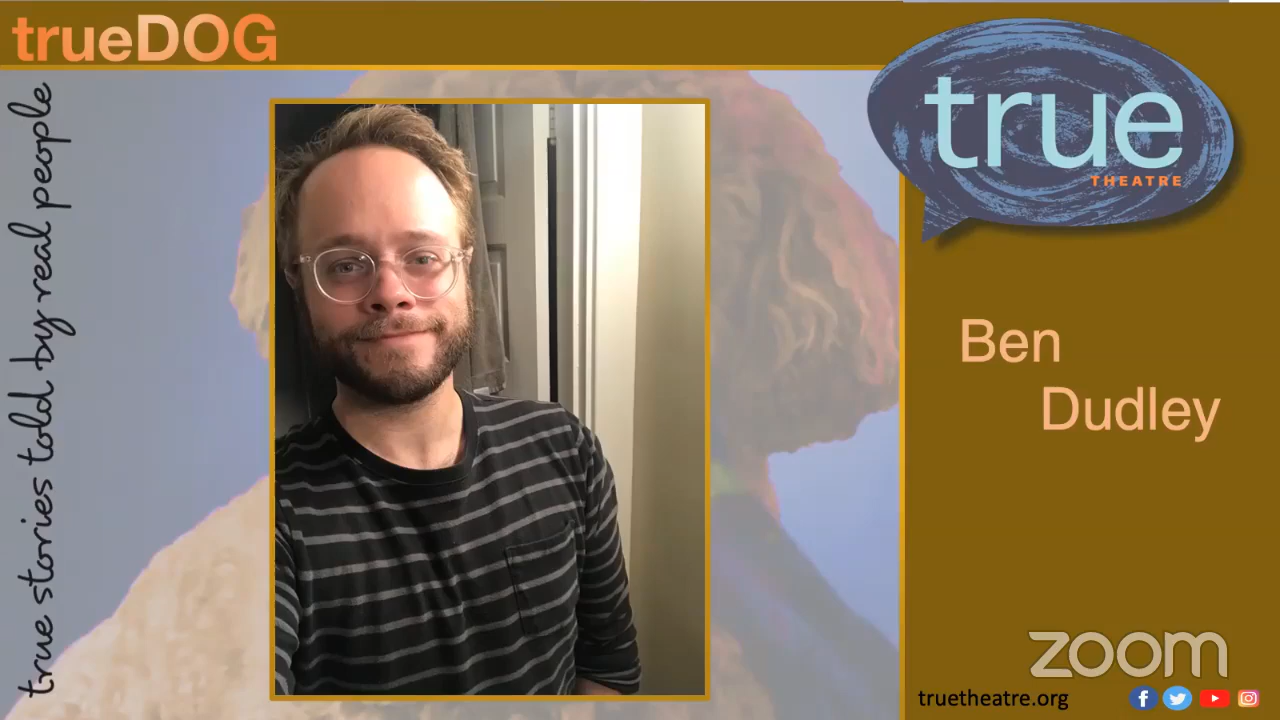 trueDOG
true stories told by real people
true
THEATRE
Ben
Dudley
zoom
truetheatre.org